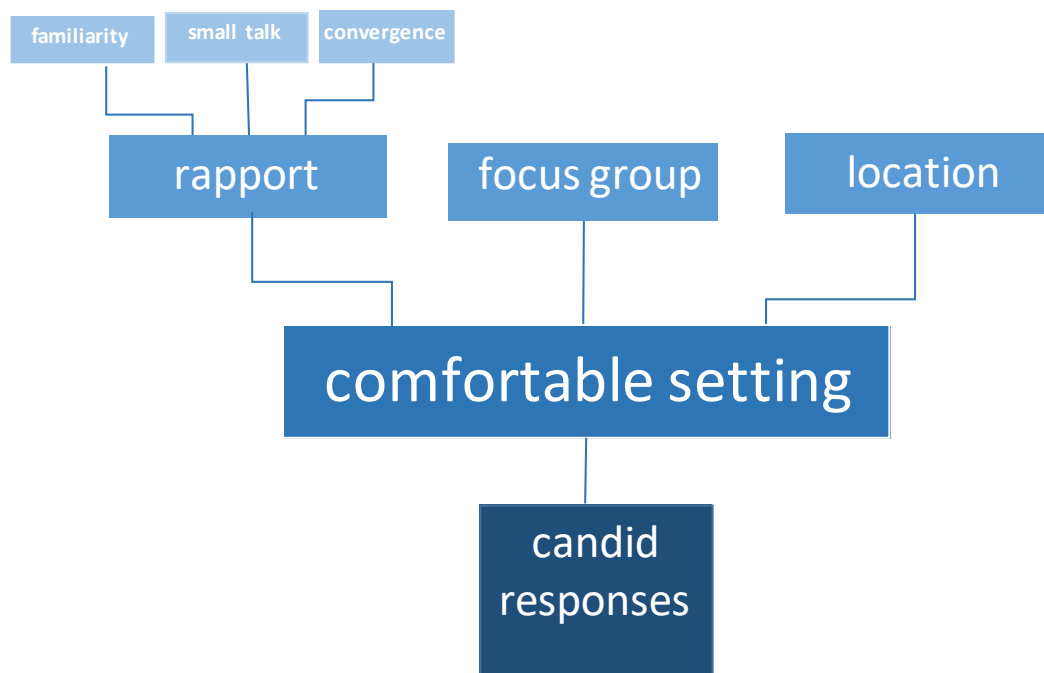 familiarity
small talk
convergence
rapport
focus group
location
comfortable setting
candid
responses